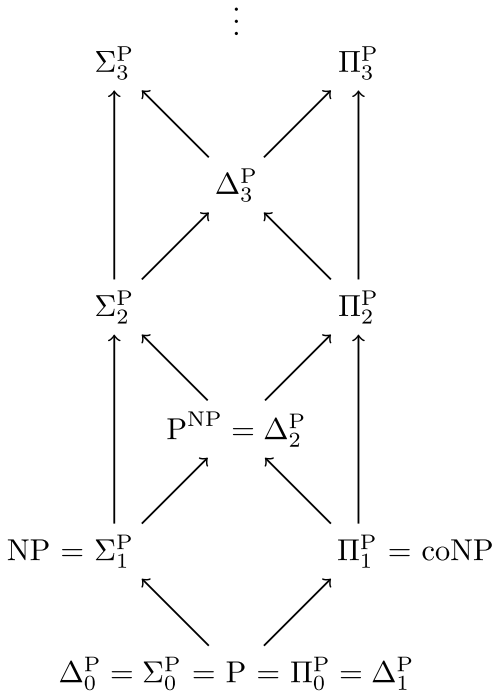 ⋮
Σ₃ᴾ Π₃ᴾ
Δ₃ᴾ
Σ₂ᴾ Π₂ᴾ
Pᴺᴾ = Δ₂ᴾ
NP = Σ₁ᴾ Π₁ᴾ = coNP
Δ₀ᴾ = Σ₀ᴾ = P = Π₀ᴾ = Δ₁ᴾ